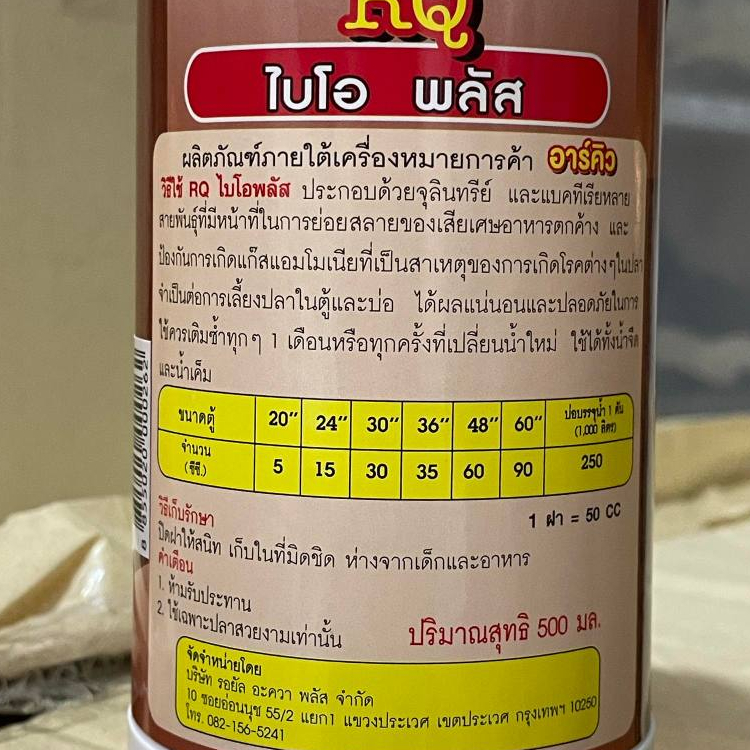 RQ
ไบโอ พลัส
ผลิตภัณฑ์ภายใต้เครื่องหมายการค้า อาร์คิว
วิธีใช้ RQ ไบโอพลัส ประกอบด้วยจุลินทรีย์ และแบคทีเรียหลาย
สายพันธุ์ที่มีหน้าที่ในการย่อยสลายของเสียเศษอาหารตกค้าง และ
ป้องกันการเกิดแก๊สแอมโมเนียที่เป็นสาเหตุของการเกิดโรคต่างๆในปลา
จำเป็นต่อการเลี้ยงปลาในตู้และบ่อ ได้ผลแน่นอนและปลอดภัยในการ
ใช้ควรเติมซ้ำทุกๆ 1 เดือนหรือทุกครั้งที่เปลี่ยนน้ำใหม่ ใช้ได้ทั้งน้ำจืด
และน้ำเค็ม
ขนาดตู้ 20" 24" 30" 36" 48" 60" บ่อบรรจุน้ำ 1 ตัน (1,000 ลิตร)
จำนวน (ซีซี.) 5 15 30 35 60 90 250
1 ฝา = 50 CC
วิธีเก็บรักษา
ปิดฝาให้สนิท เก็บในที่มิดชิด ห่างจากเด็กและอาหาร
คำเตือน
1. ห้ามรับประทาน
2. ใช้เฉพาะปลาสวยงามเท่านั้น
ปริมาณสุทธิ 500 มล.
จัดจำหน่ายโดย
บริษัท รอยัล อะควา พลัส จำกัด
10 ซอยอ่อนนุช 55/2 แยก1 แขวงประเวศ เขตประเวศ กรุงเทพฯ 10250
โทร. 082-156-5241